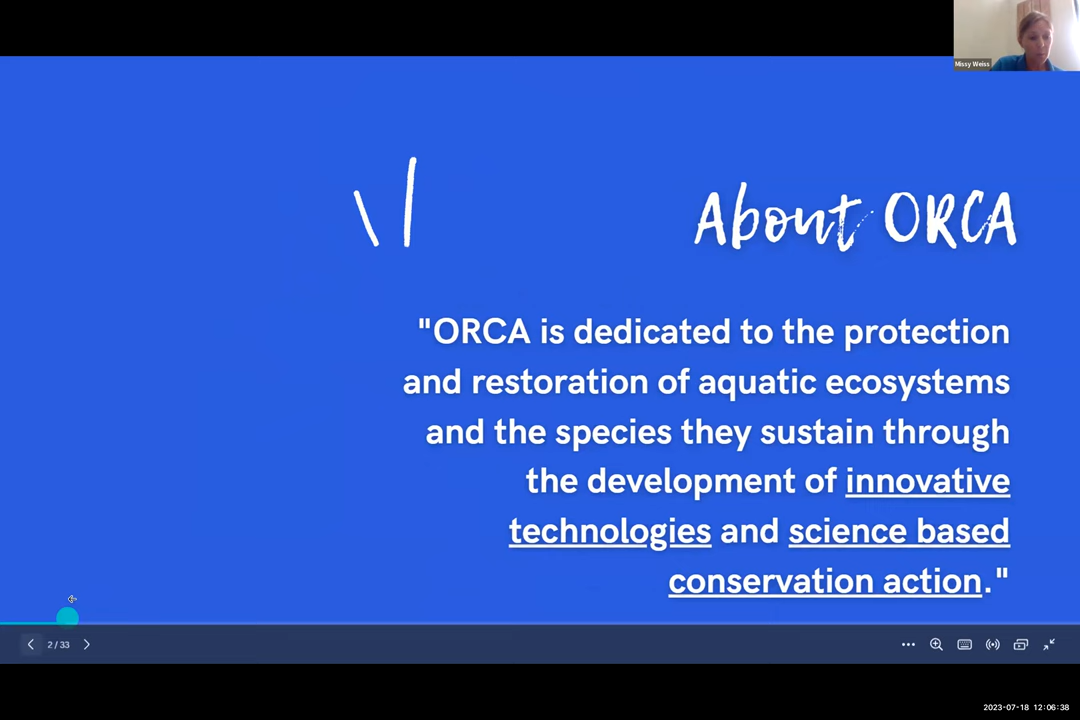 Missy Weiss
About ORCA
"ORCA is dedicated to the protection
and restoration of aquatic ecosystems
and the species they sustain through
the development of innovative
technologies and science based
conservation action."
2 / 33
2023-07-18 12:06:38